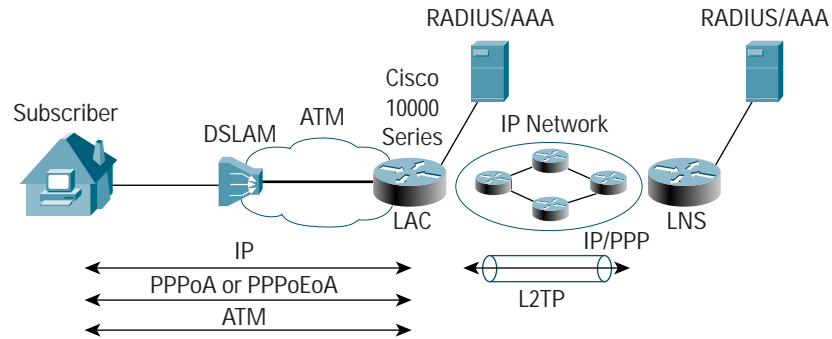 RADIUS/AAA
RADIUS/AAA
Cisco
10000
Series
Subscriber
ATM
DSLAM
IP Network
LAC
LNS
IP/PPP
IP
L2TP
PPPoA or PPPoEoA
ATM